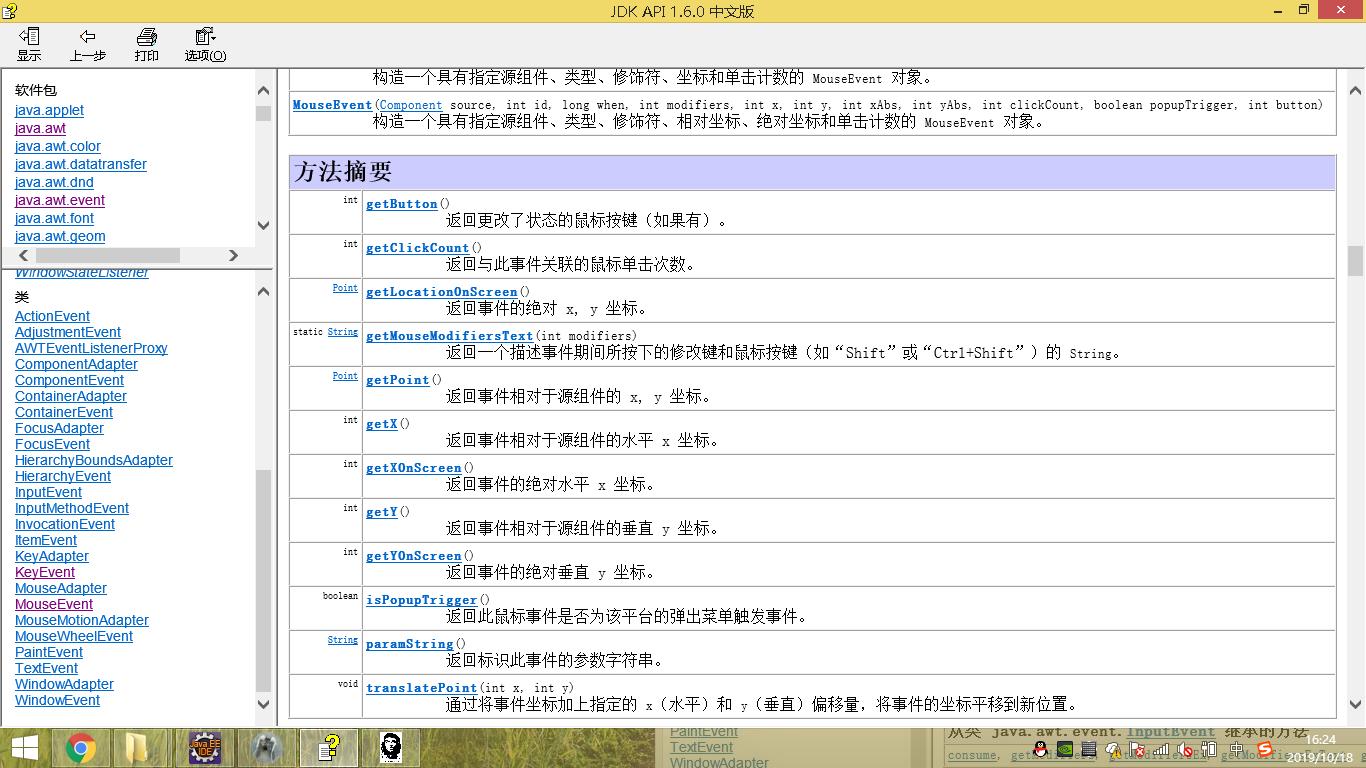 JDK API 1.6.0 中文版
显示 上一步 打印 选项(O)
软件包
java.applet
java.awt
java.awt.color
java.awt.datatransfer
java.awt.dnd
java.awt.event
java.awt.font
java.awt.geom
WindowStateListener
类
ActionEvent
AdjustmentEvent
AWTEventListenerProxy
ComponentAdapter
ComponentEvent
ContainerAdapter
ContainerEvent
FocusAdapter
FocusEvent
HierarchyBoundsAdapter
HierarchyEvent
InputEvent
InputMethodEvent
InvocationEvent
ItemEvent
KeyAdapter
KeyEvent
MouseAdapter
MouseEvent
MouseMotionAdapter
MouseWheelEvent
PaintEvent
TextEvent
WindowAdapter
WindowEvent
构造一个具有指定源组件、类型、修饰符、坐标和单击计数的 MouseEvent 对象。
MouseEvent(Component source, int id, long when, int modifiers, int x, int y, int xAbs, int yAbs, int clickCount, boolean popupTrigger, int button)
构造一个具有指定源组件、类型、修饰符、相对坐标、绝对坐标和单击计数的 MouseEvent 对象。
方法摘要
int getButton()
返回更改了状态的鼠标按键（如果有）。
int getClickCount()
返回与此事件关联的鼠标单击次数。
Point getLocationOnScreen()
返回事件的绝对 x, y 坐标。
static String getMouseModifiersText(int modifiers)
返回一个描述事件期间所按下的修改键和鼠标按键（如“Shift”或“Ctrl+Shift”）的 String。
Point getPoint()
返回事件相对于源组件的 x, y 坐标。
int getX()
返回事件相对于源组件的水平 x 坐标。
int getXOnScreen()
返回事件的绝对水平 x 坐标。
int getY()
返回事件相对于源组件的垂直 y 坐标。
int getYOnScreen()
返回事件的绝对垂直 y 坐标。
boolean isPopupTrigger()
返回此鼠标事件是否为该平台的弹出菜单触发事件。
String paramString()
返回标识此事件的参数字符串。
void translatePoint(int x, int y)
通过将事件坐标加上指定的 x（水平）和 y（垂直）偏移量，将事件的坐标平移到新位置。
Java EE
IDE
PaintEvent
TextEvent
WindowAdapter
从类 java.awt.event.InputEvent 继承的方法
consume,
中
16:24
2019/10/18